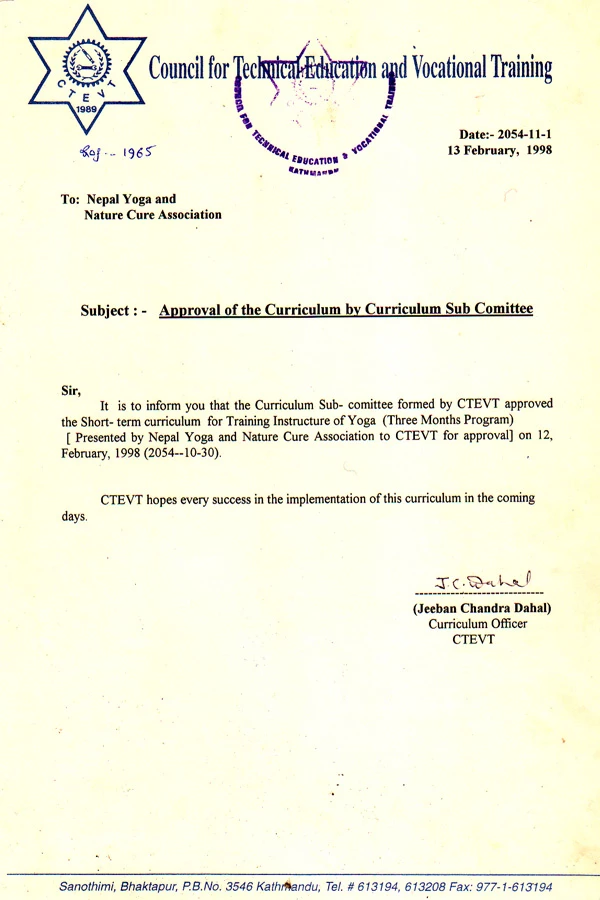 CTEVT
1989
Council for Technical Education and Vocational Training
COUNCIL FOR TECHNICAL EDUCATION & VOCATIONAL TRAINING
KATHMANDU
1965
Date:- 2054-11-1
13 February, 1998
To: Nepal Yoga and
Nature Cure Association
Subject : - Approval of the Curriculum by Curriculum Sub Comittee
Sir,
It is to inform you that the Curriculum Sub- comittee formed by CTEVT approved
the Short- term curriculum for Training Instructure of Yoga (Three Months Program)
[ Presented by Nepal Yoga and Nature Cure Association to CTEVT for approval] on 12,
February, 1998 (2054--10-30).
CTEVT hopes every success in the implementation of this curriculum in the coming
days.
J.C. Dahal
(Jeeban Chandra Dahal)
Curriculum Officer
CTEVT
Sanothimi, Bhaktapur, P.B.No. 3546 Kathmandu, Tel. # 613194, 613208 Fax: 977-1-613194